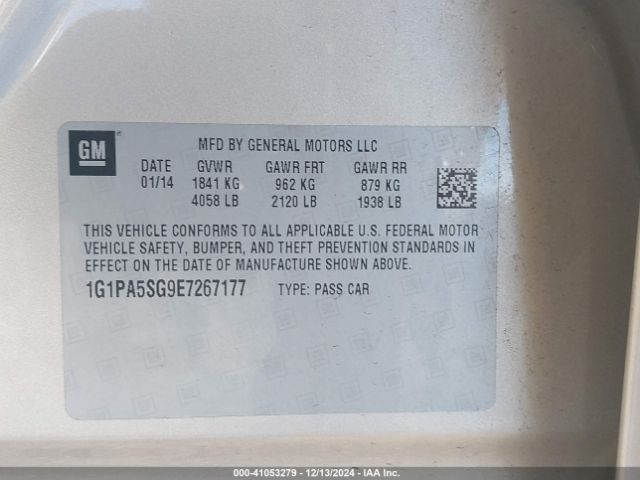 GM
MFD BY GENERAL MOTORS LLC
DATE GVWR GAWR FRT GAWR RR
01/14 1841 KG 962 KG 879 KG
4058 LB 2120 LB 1938 LB
THIS VEHICLE CONFORMS TO ALL APPLICABLE U.S. FEDERAL MOTOR
VEHICLE SAFETY, BUMPER, AND THEFT PREVENTION STANDARDS IN
EFFECT ON THE DATE OF MANUFACTURE SHOWN ABOVE.
1G1PA5SG9E7267177 TYPE: PASS CAR
000-41053279 - 12/13/2024 - IAA Inc.